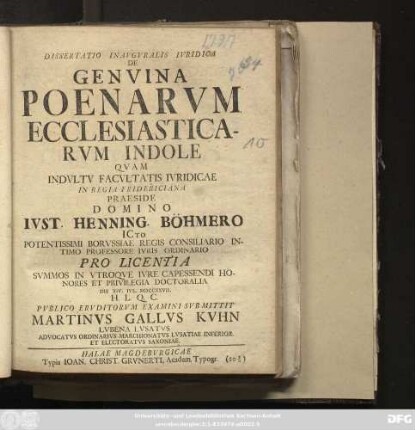 DISSERTATIO INAVGVRALIS IVRIDICA
DE
GENVINA
POENARVM
ECCLESIASTICA-
RVM INDOLE
QVAM
INDVLTV FACVLTATIS IVRIDICAE
IN REGIA FRIDERICIANA
PRAESIDE
DOMINO
IVST. HENNING. BÖHMERO
ICTO
POTENTISSIMI BORVSSIAE REGIS CONSILIARIO IN-
TIMO PROFESSORE IVRIS ORDINARIO
PRO LICENTIA
SVMMOS IN VTROQVE IVRE CAPESSENDI HO-
NORES ET PRIVILEGIA DOCTORALIA
H. L. Q. C.
PVBLICO ERVDITORVM EXAMINI SVBMITTIT
MARTINVS GALLVS KVHN
LVBENA LVSATVS
ADVOCATVS ORDINARIVS MARCHIONATVS LVSATIAE INFERIOR.
ET ELECTORATVS SAXONIAE.
HALAE MAGDEBVRGICAE
Typis IOAN. CHRIST. GRVNERTI, Academ. Typogr.
DFG